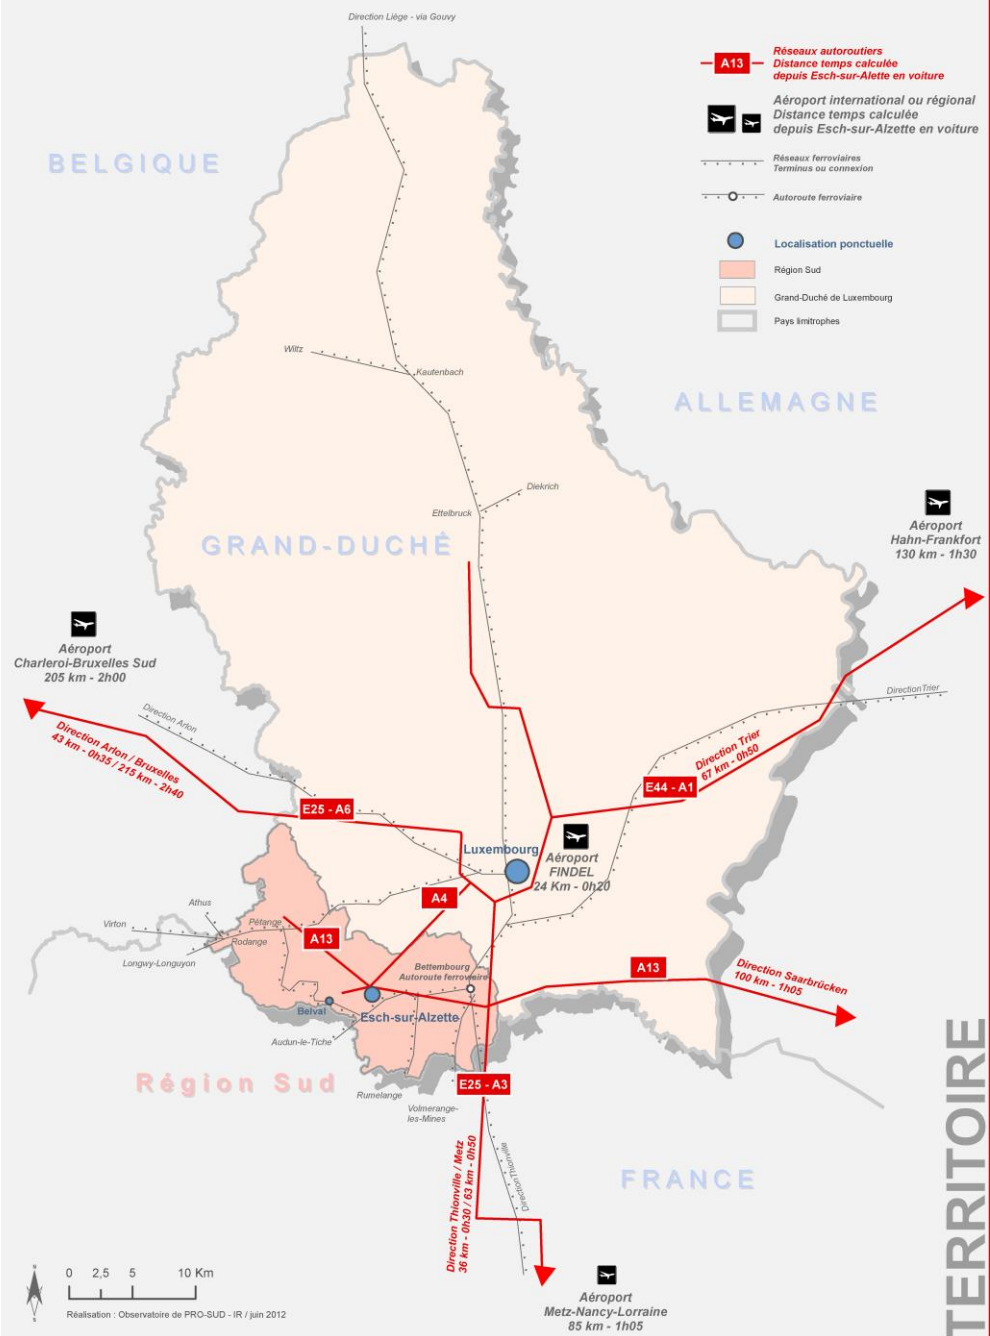 Direction Liège - via Gouvy
A13
Réseaux autoroutiers
Distance temps calculée
depuis Esch-sur-Alette en voiture
Aéroport international ou régional
Distance temps calculée
depuis Esch-sur-Alzette en voiture
Réseaux ferroviaires
Terminus ou connexion
Autoroute ferroviaire
Localisation ponctuelle
Région Sud
Grand-Duché de Luxembourg
Pays limitrophes
BELGIQUE
Wiltz
Kautenbach
ALLEMAGNE
Diekrich
Ettelbruck
GRAND-DUCHÉ
Aéroport
Hahn-Frankfort
130 km - 1h30
Aéroport
Charleroi-Bruxelles Sud
205 km - 2h00
DirectionTrier
Direction Arlon
Direction Arlon / Bruxelles
43 km - 0h35 / 215 km - 2h40
Direction Trier
67 km - 0h50
E44 - A1
E25 - A6
Luxembourg
Aéroport
FINDEL
24 Km - 0h20
A4
Athus
Virton
Pétange
Rodange
A13
Longwy-Longuyon
Bettembourg
Autoroute ferroviaire
A13
Direction Saarbrücken
100 km - 1h05
Belval
Esch-sur-Alzette
Audun-le-Tiche
Région Sud
E25 - A3
Rumelange
Volmerange-
les-Mines
Direction Thionville / Metz
36 km - 0h30 / 63 km - 0h50
DirectionThionville
FRANCE
TERRITOIRE
N
S
0 2,5 5 10 Km
Réalisation : Observatoire de PRO-SUD - IR / juin 2012
Aéroport
Metz-Nancy-Lorraine
85 km - 1h05